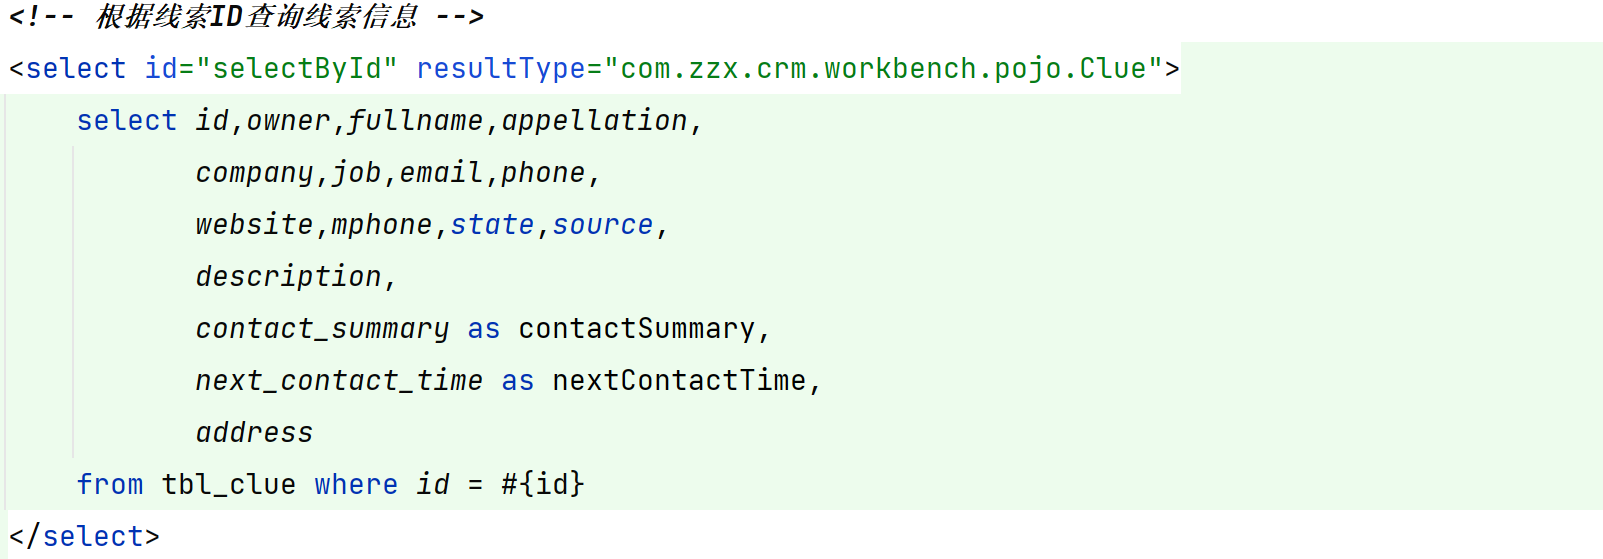 <!-- 根据线索ID查询线索信息 -->
<select id="selectById" resultType="com.zzx.crm.workbench.pojo.Clue">
select id,owner,fullname,appellation,
company,job,email,phone,
website,mphone,state,source,
description,
contact_summary as contactSummary,
next_contact_time as nextContactTime,
address
from tbl_clue where id = #{id}
</select>